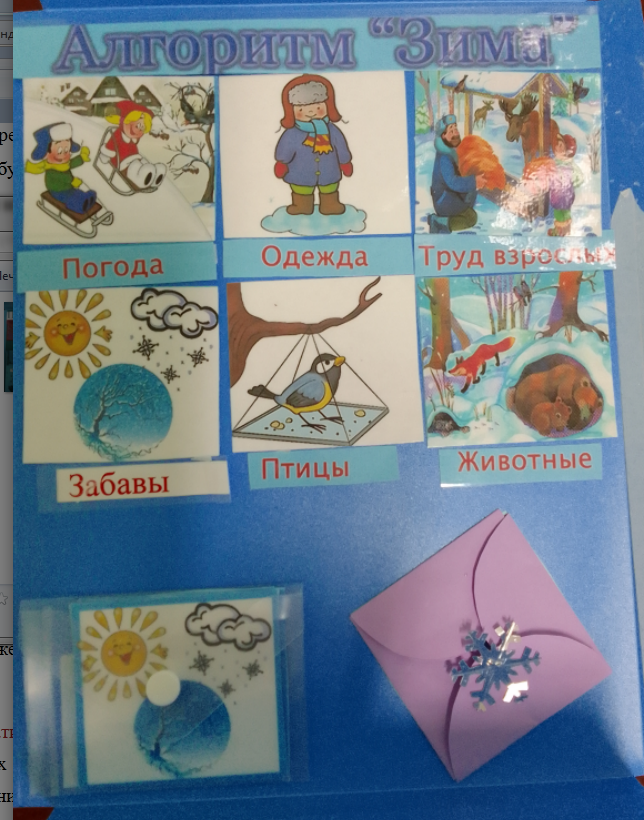 Алгоритм “Зима”
Погода
Одежда
Труд взрослых
Забавы
Птицы
Животные